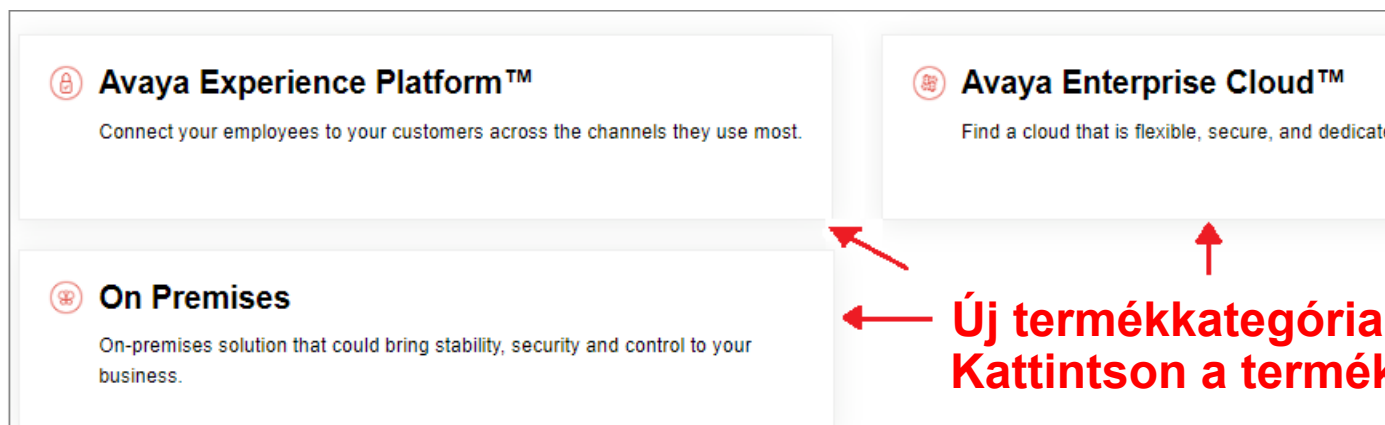 Avaya Experience Platform™
Connect your employees to your customers across the channels they use most.
Avaya Enterprise Cloud™
Find a cloud that is flexible, secure, and
On Premises
On-premises solution that could bring stability, security and control to your
business.
Új termékkategória
Kattintson a